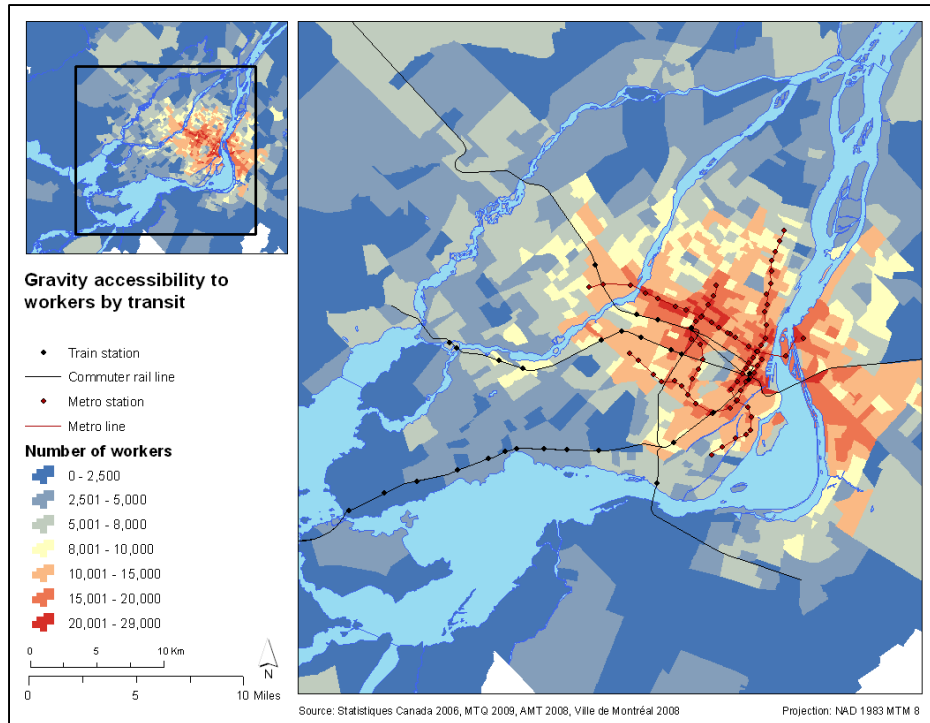 Gravity accessibility to
workers by transit
Train station
Commuter rail line
Metro station
Metro line
Number of workers
0 - 2,500
2,501 - 5,000
5,001 - 8,000
8,001 - 10,000
10,001 - 15,000
15,001 - 20,000
20,001 - 29,000
0 5 10 Km
N
0 5 10 Miles
Source: Statistiques Canada 2006, MTQ 2009, AMT 2008, Ville de Montréal 2008 Projection: NAD 1983 MTM 8